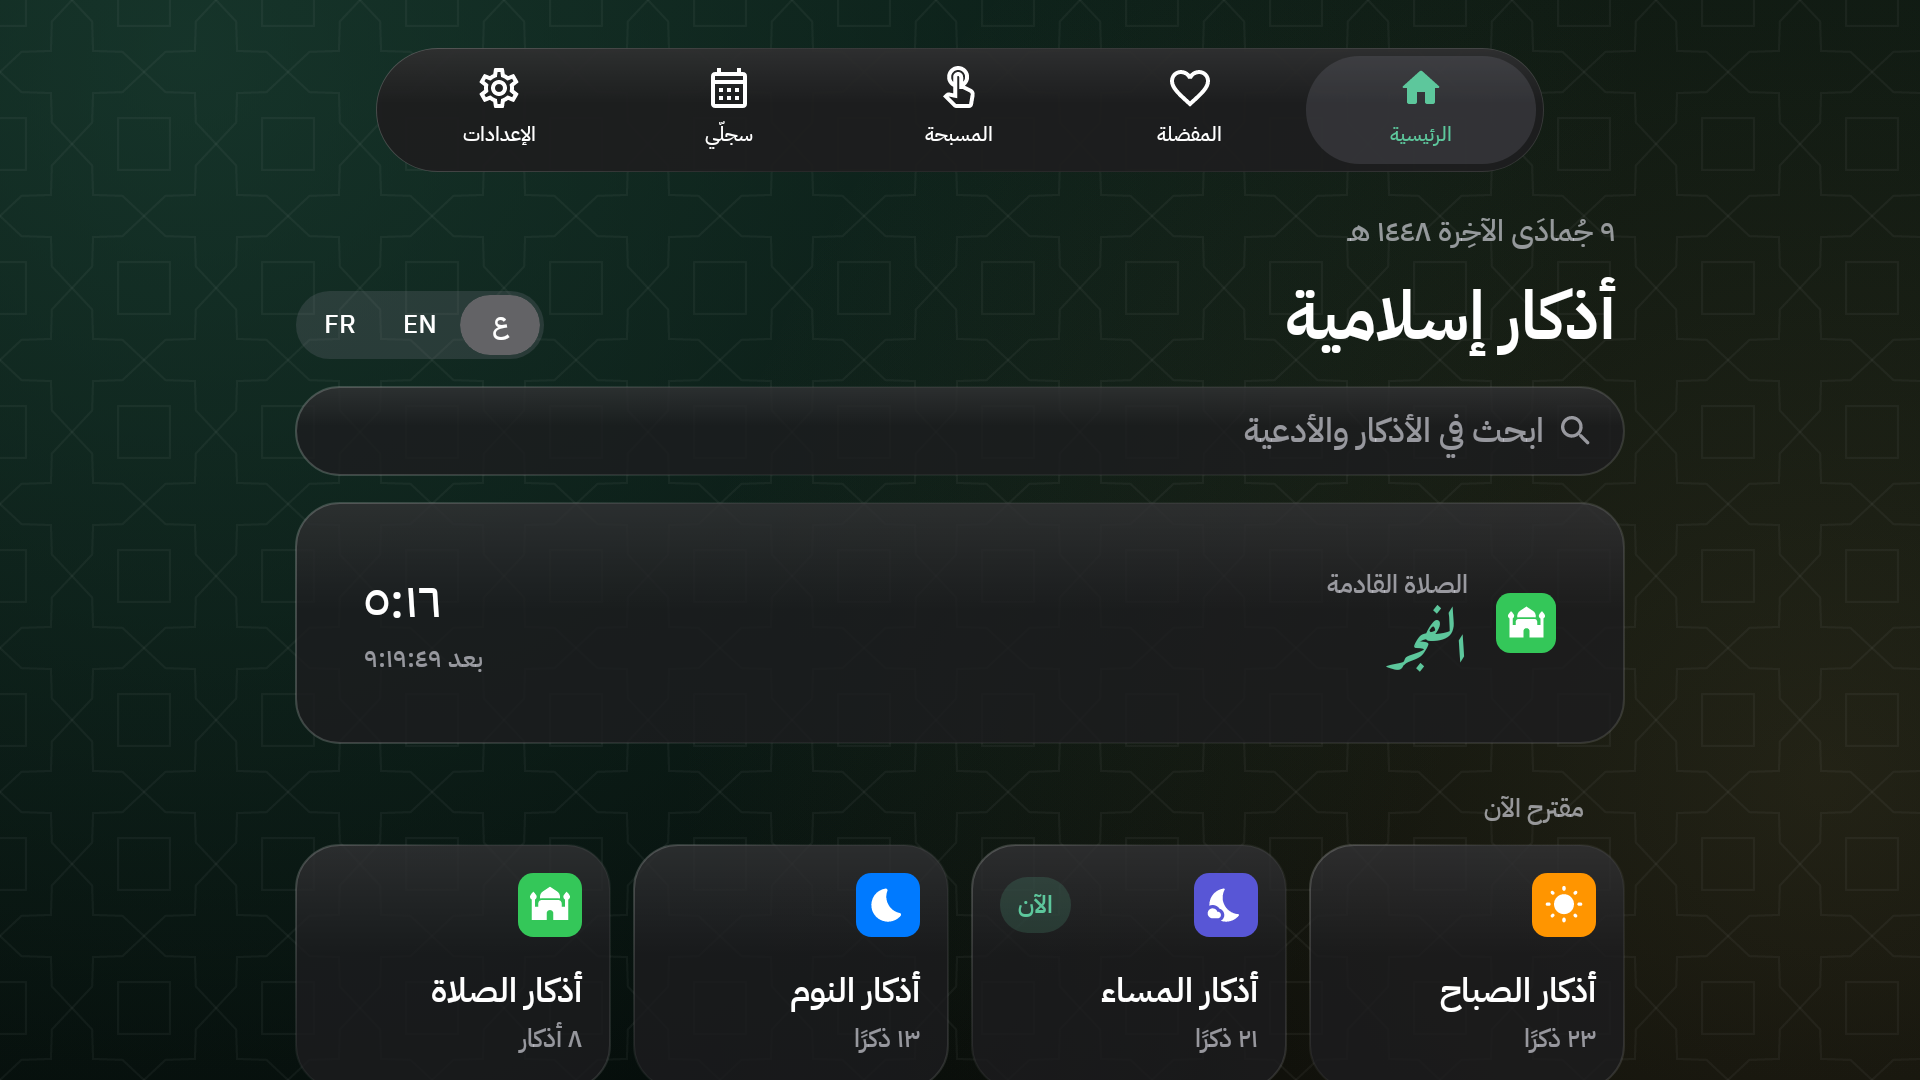 الرئيسية
المفضلة
المسبحة
سجلّي
الإعدادات
٩ جُمادَى الآخِرة ١٤٤٨ هـ
أذكار إسلامية
ع
EN
FR
ابحث في الأذكار والأدعية
الصلاة القادمة
الفجر
٥:١٦
بعد ٩:١٩:٤٩
مقترح الآن
أذكار الصباح
٢٣ ذكرًا
الآن
أذكار المساء
٢١ ذكرًا
أذكار النوم
١٣ ذكرًا
أذكار الصلاة
٨ أذكار